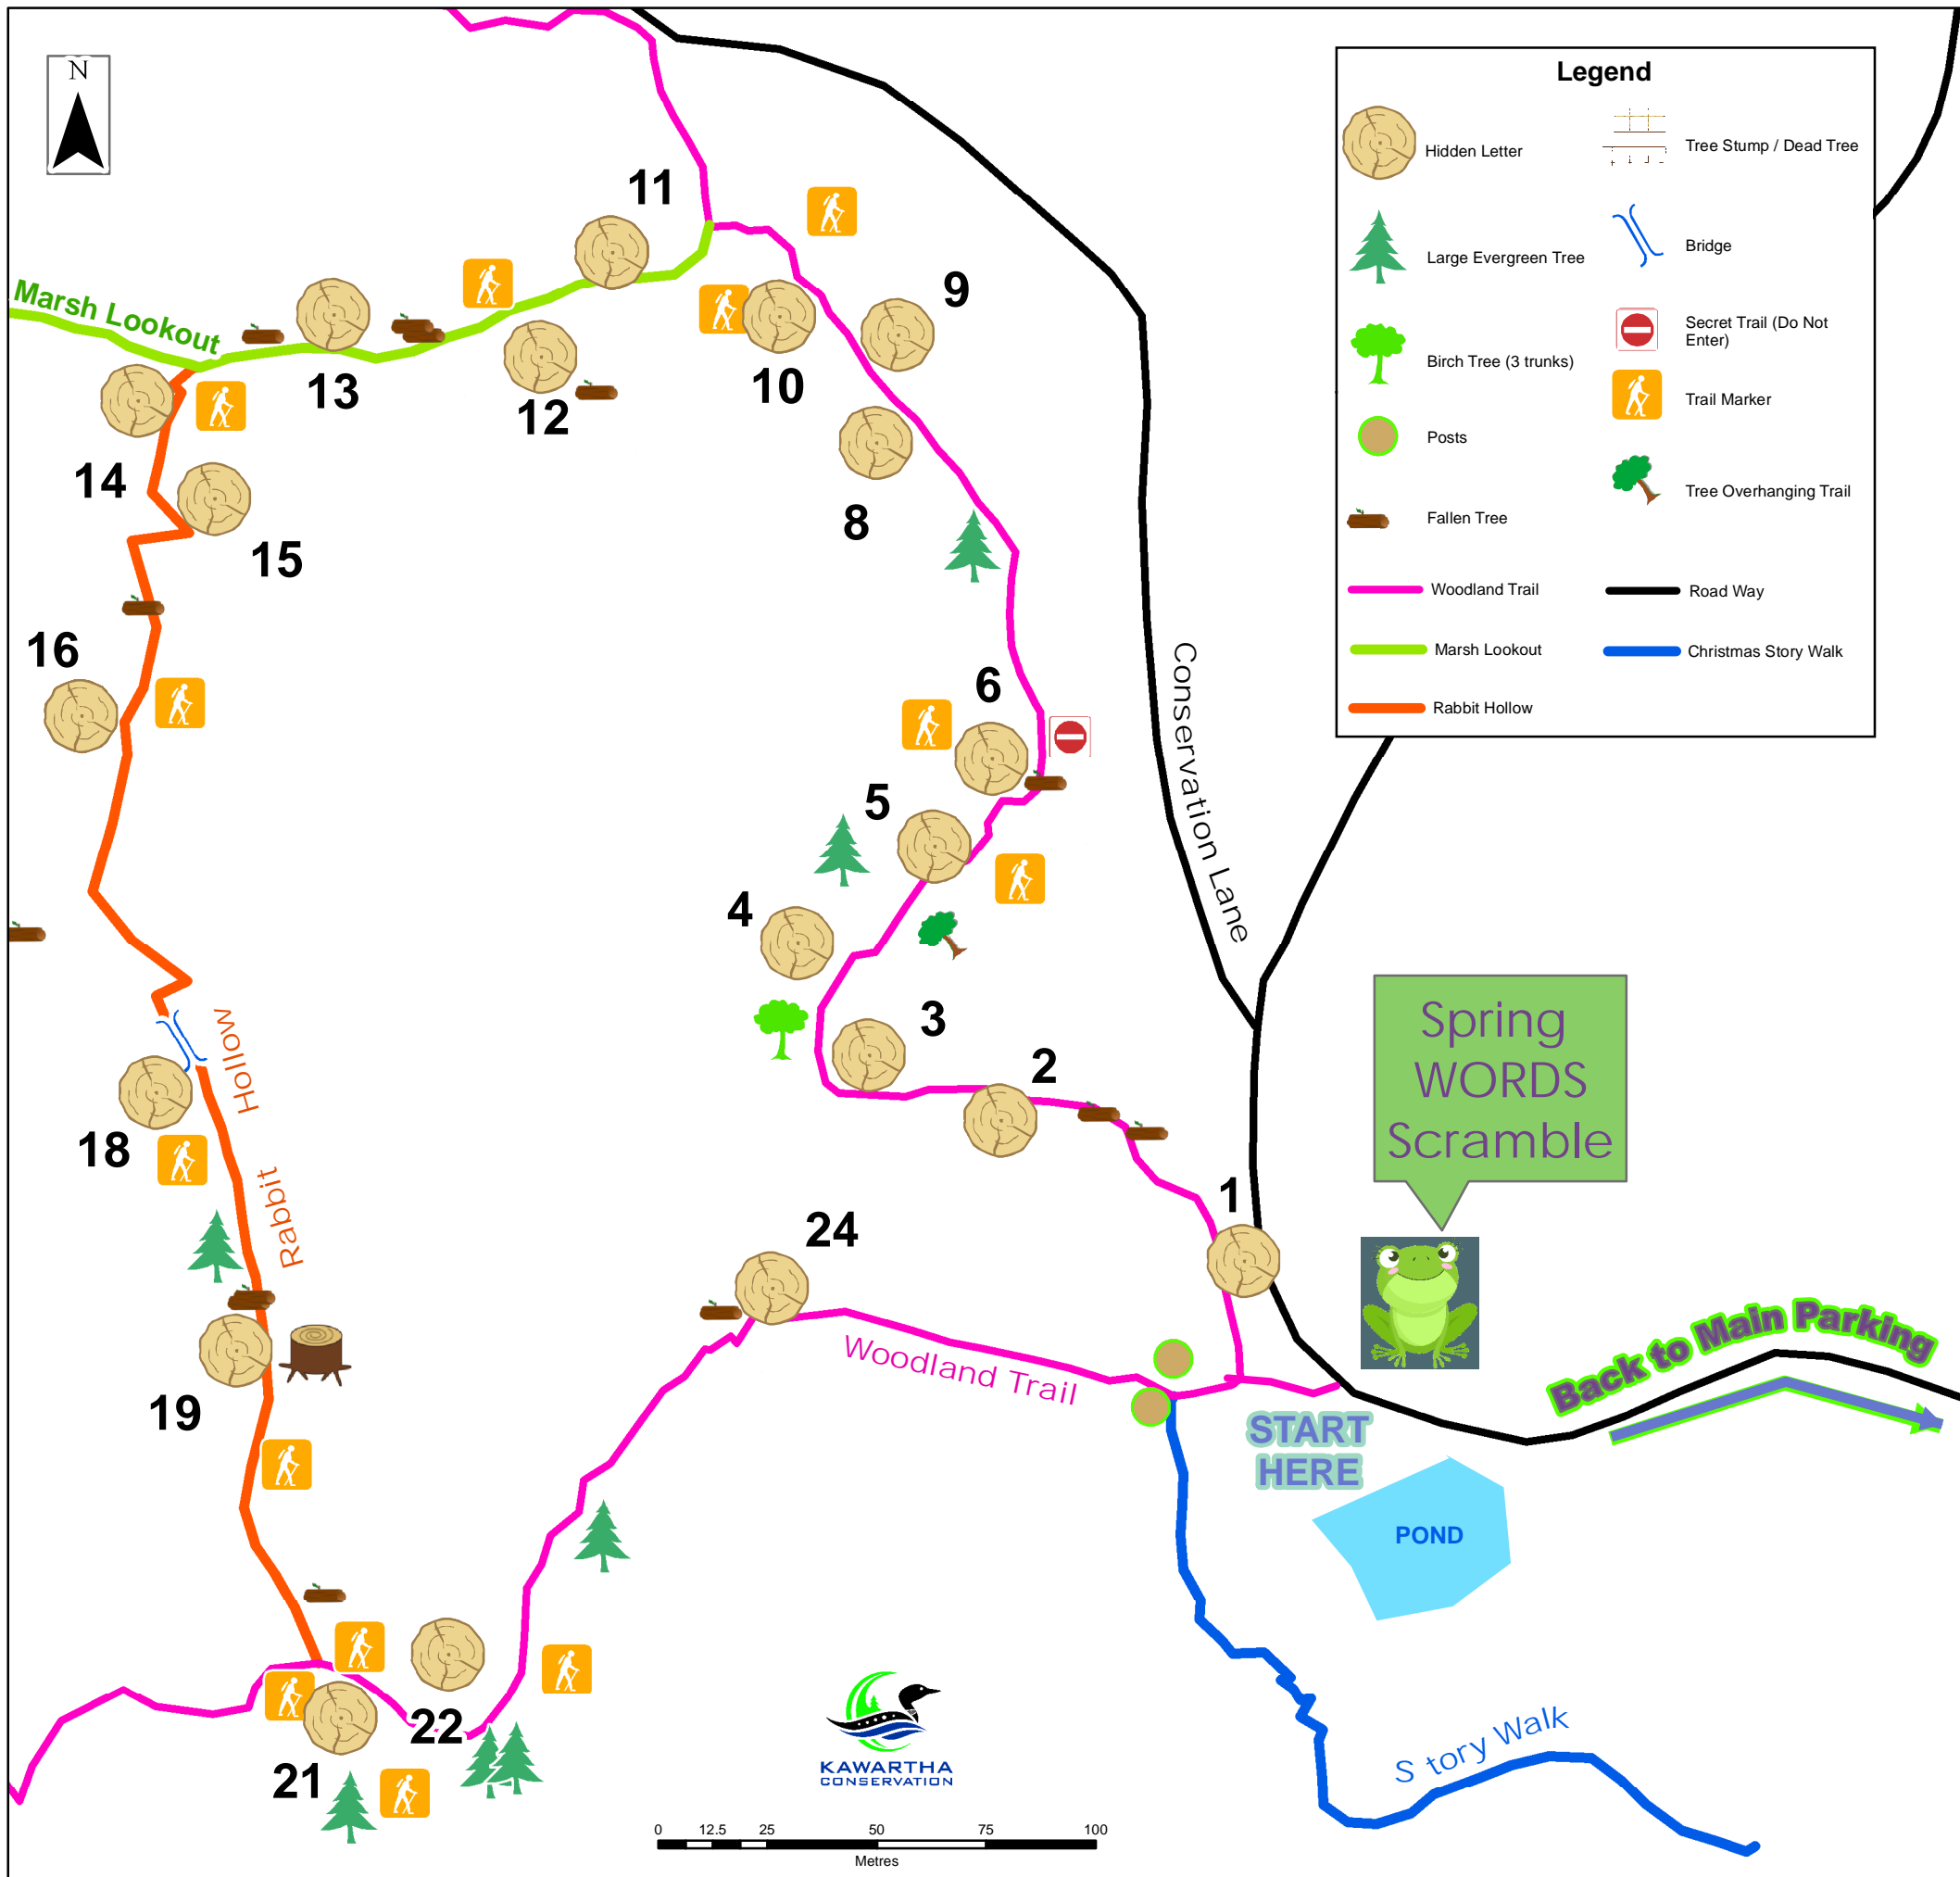 N
Legend
Hidden Letter
Tree Stump / Dead Tree
Large Evergreen Tree
Bridge
Birch Tree (3 trunks)
Secret Trail (Do Not
Enter)
Trail Marker
Posts
Tree Overhanging Trail
Fallen Tree
Woodland Trail
Road Way
Marsh Lookout
Christmas Story Walk
Rabbit Hollow
11
9
Marsh Lookout
13
12
10
14
8
15
16
6
Conservation Lane
5
4
3
Spring
WORDS
Scramble
2
18
Rabbit Hollow
1
24
Woodland Trail
Back to Main Parking
19
START
HERE
POND
22
21
KAWARTHA
CONSERVATION
Story Walk
0 12.5 25 50 75 100
Metres